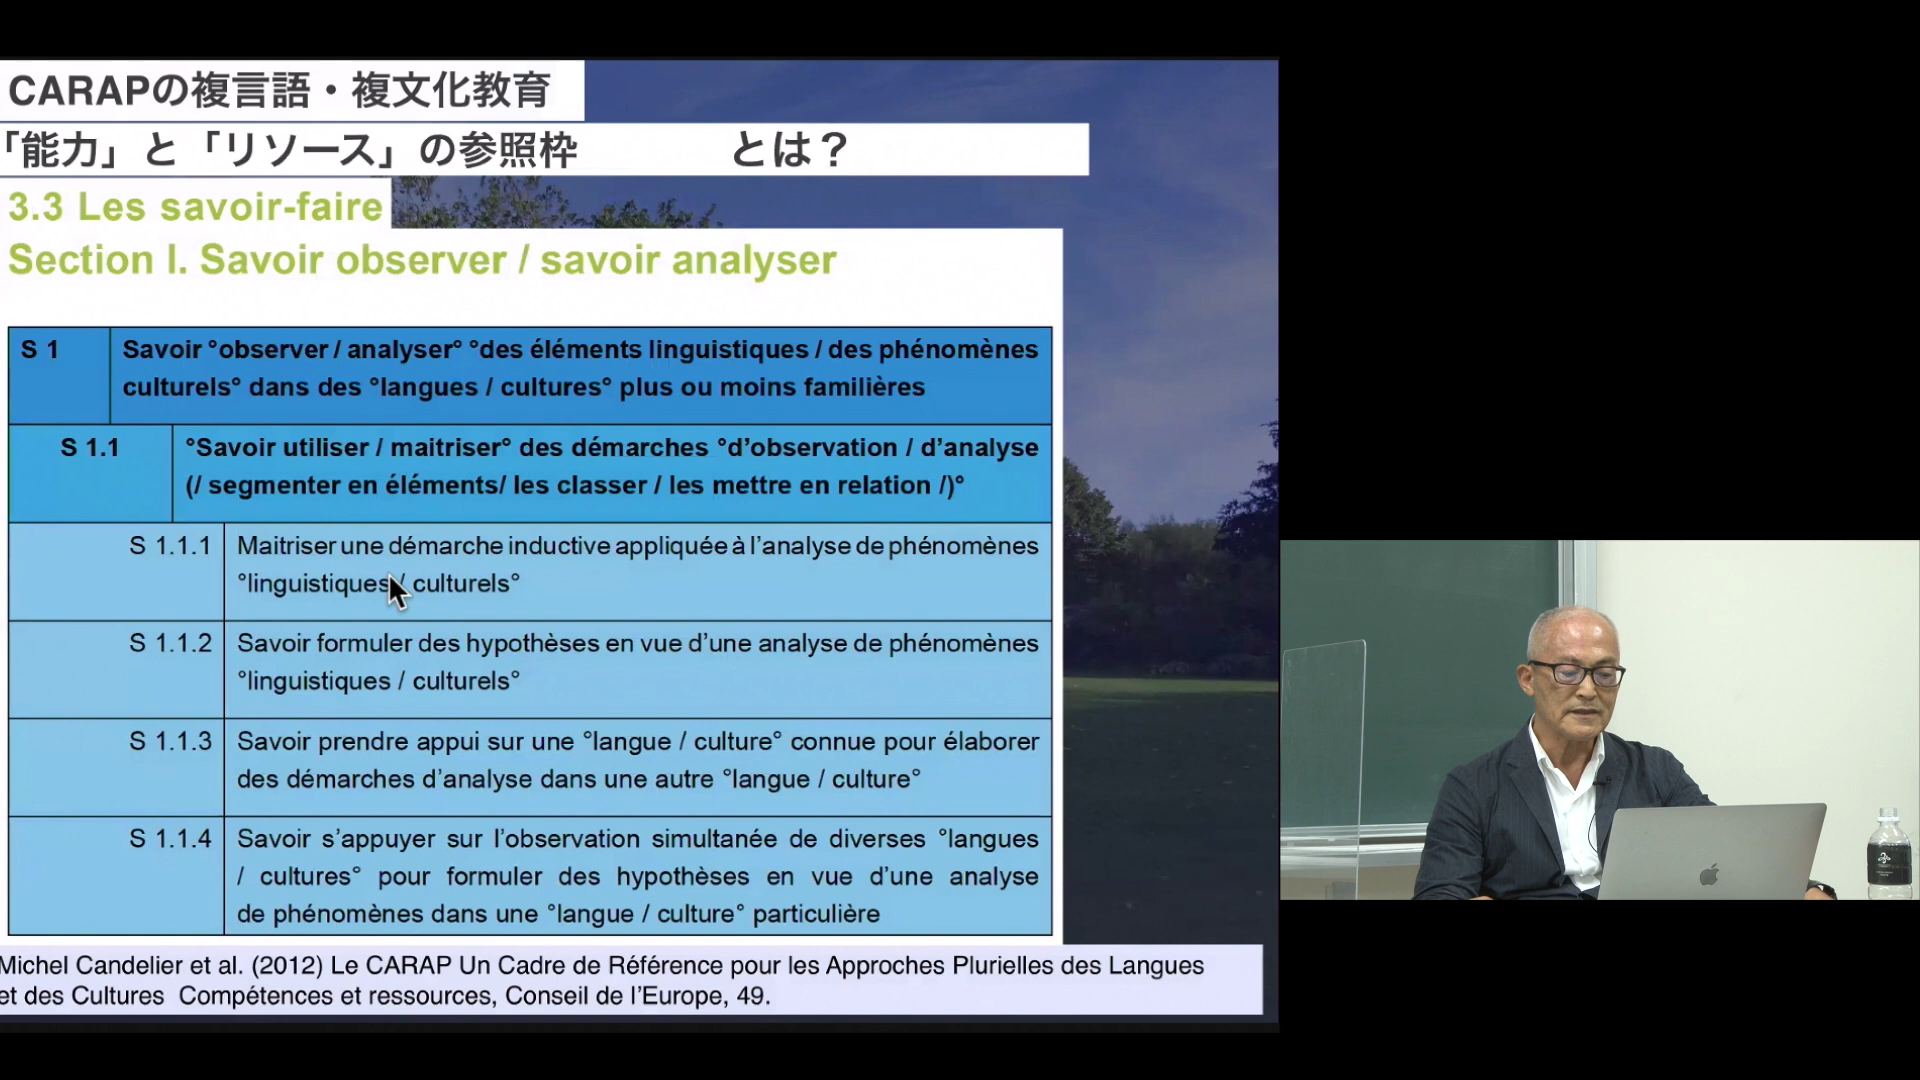 CARAPの複言語・複文化教育
「能力」と「リソース」の参照枠 とは？
3.3 Les savoir-faire
Section I. Savoir observer / savoir analyser
S 1 Savoir °observer / analyser° °des éléments linguistiques / des phénomènes
culturels° dans des °langues / cultures° plus ou moins familières
S 1.1 °Savoir utiliser / maitriser° des démarches °d’observation / d’analyse
(/ segmenter en éléments/ les classer / les mettre en relation /)°
S 1.1.1 Maitriser une démarche inductive appliquée à l’analyse de phénomènes
°linguistiques / culturels°
S 1.1.2 Savoir formuler des hypothèses en vue d’une analyse de phénomènes
°linguistiques / culturels°
S 1.1.3 Savoir prendre appui sur une °langue / culture° connue pour élaborer
des démarches d’analyse dans une autre °langue / culture°
S 1.1.4 Savoir s’appuyer sur l’observation simultanée de diverses °langues
/ cultures° pour formuler des hypothèses en vue d’une analyse
de phénomènes dans une °langue / culture° particulière
Michel Candelier et al. (2012) Le CARAP Un Cadre de Référence pour les Approches Plurielles des Langues
et des Cultures Compétences et ressources, Conseil de l’Europe, 49.